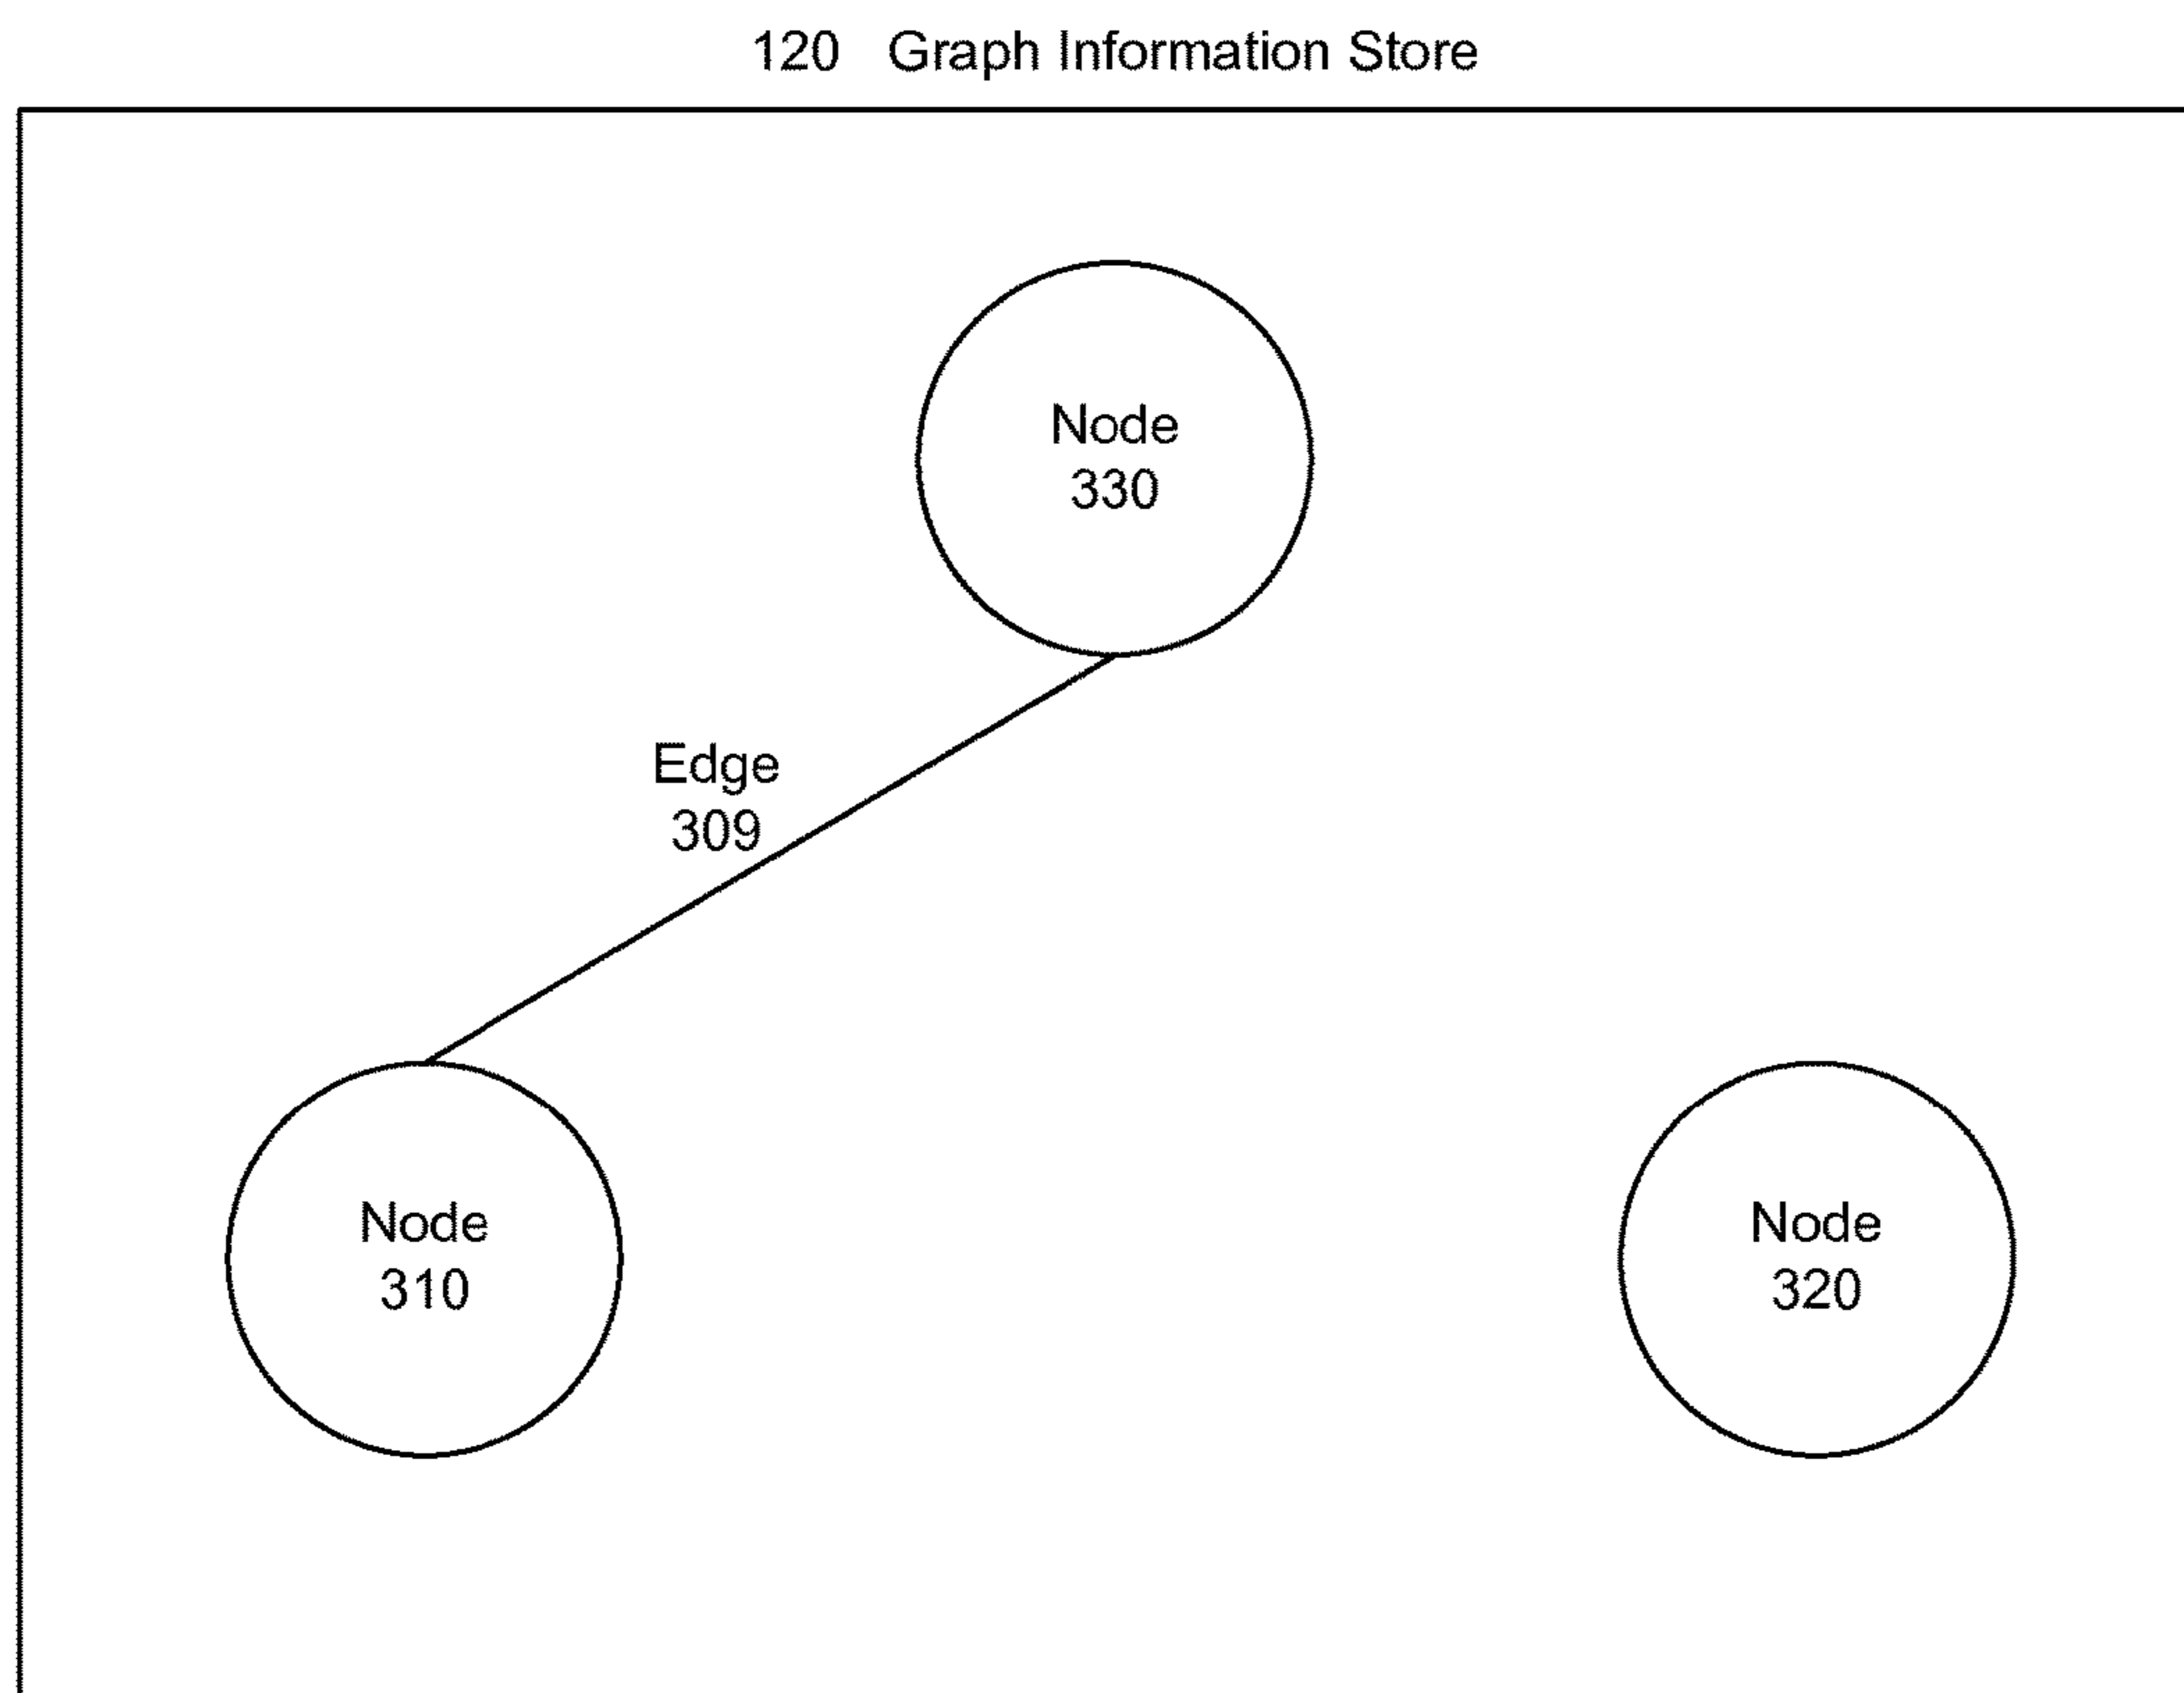 120 Graph Information Store
Node
330
Edge
309
Node
310
Node
320